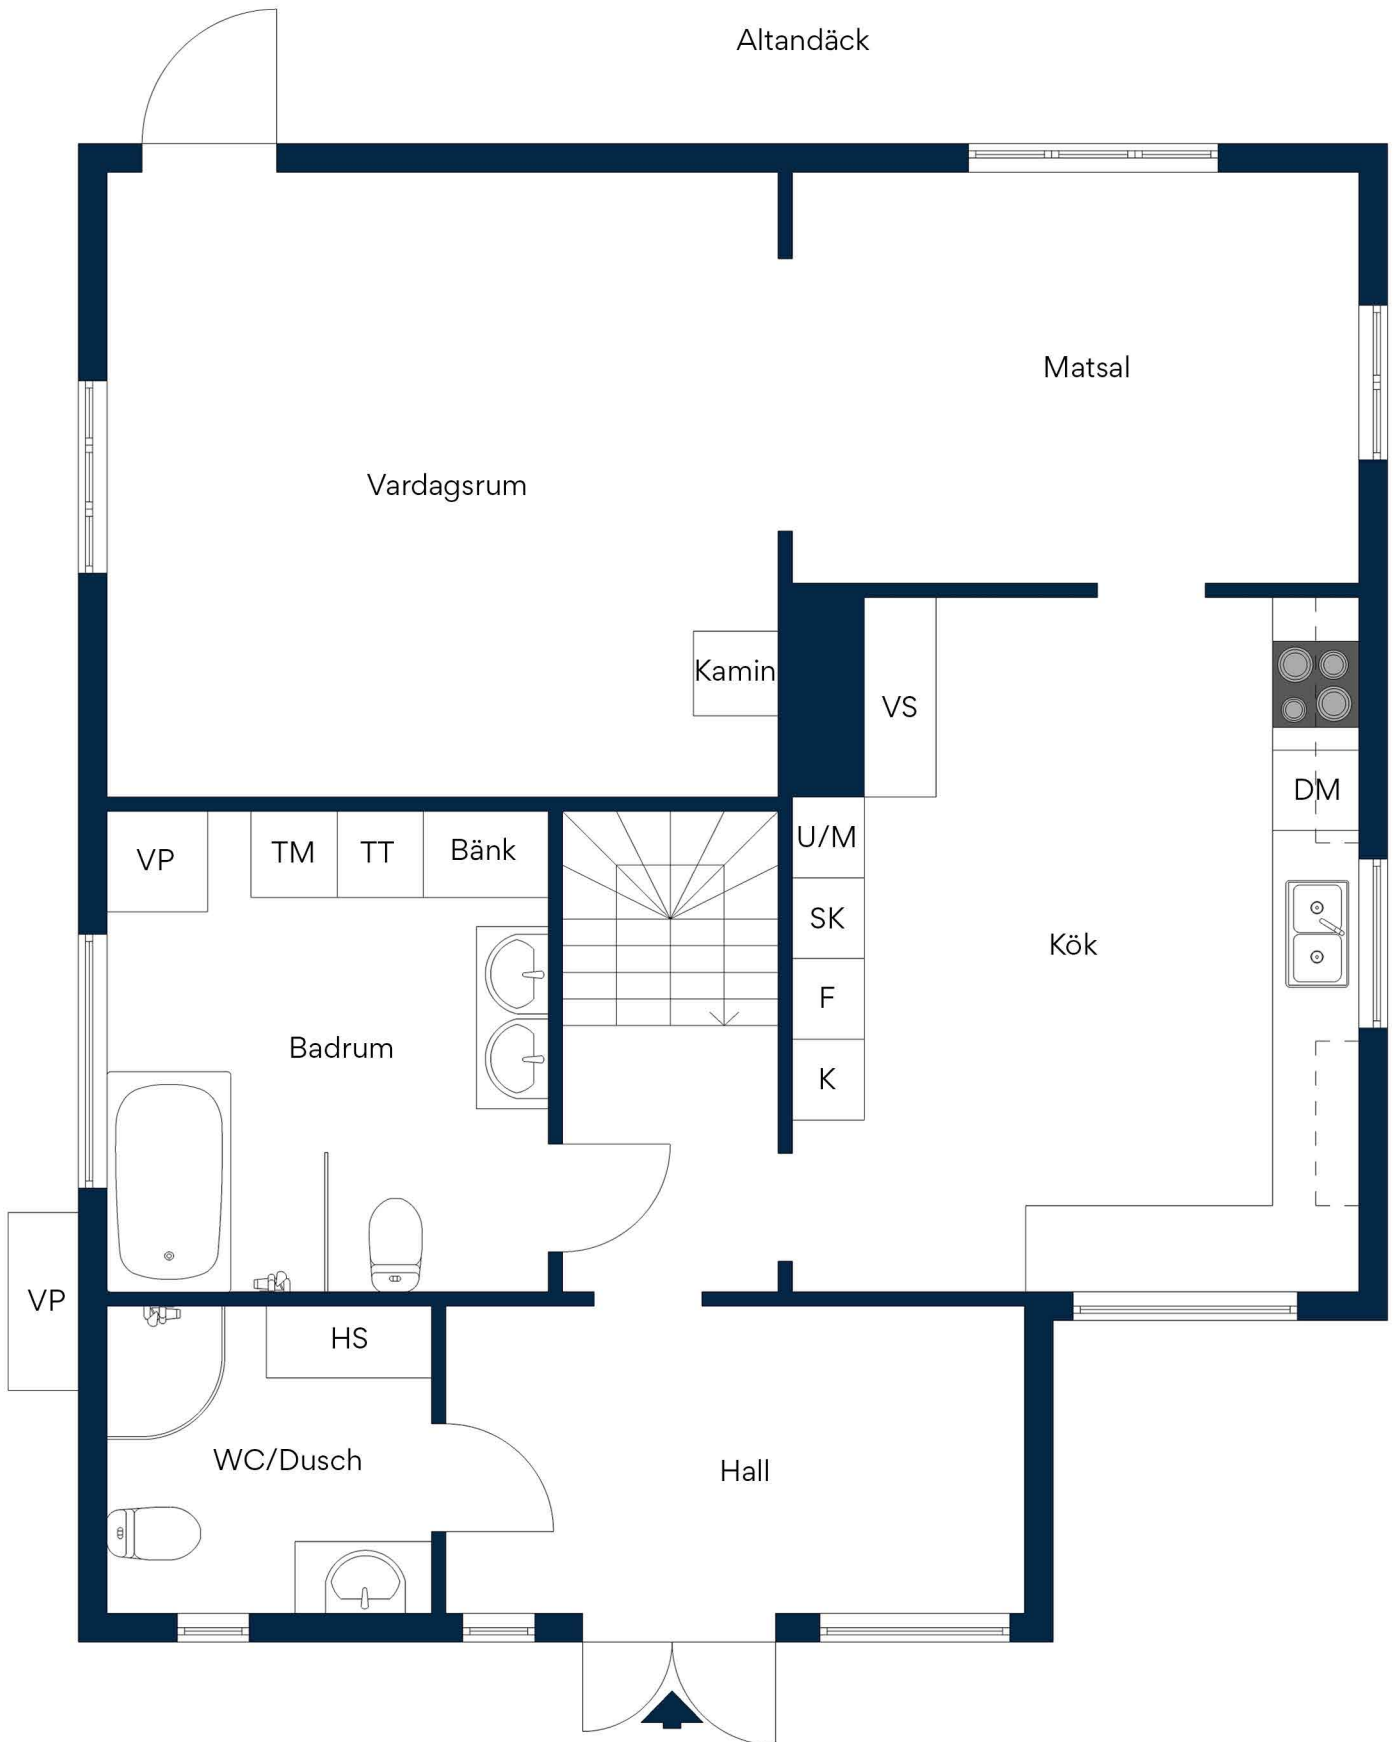 Altandäck
Matsal
Vardagsrum
Kamin
VS
DM
U/M
VP
TM
TT
Bänk
SK
Kök
F
Badrum
K
VP
HS
WC/Dusch
Hall